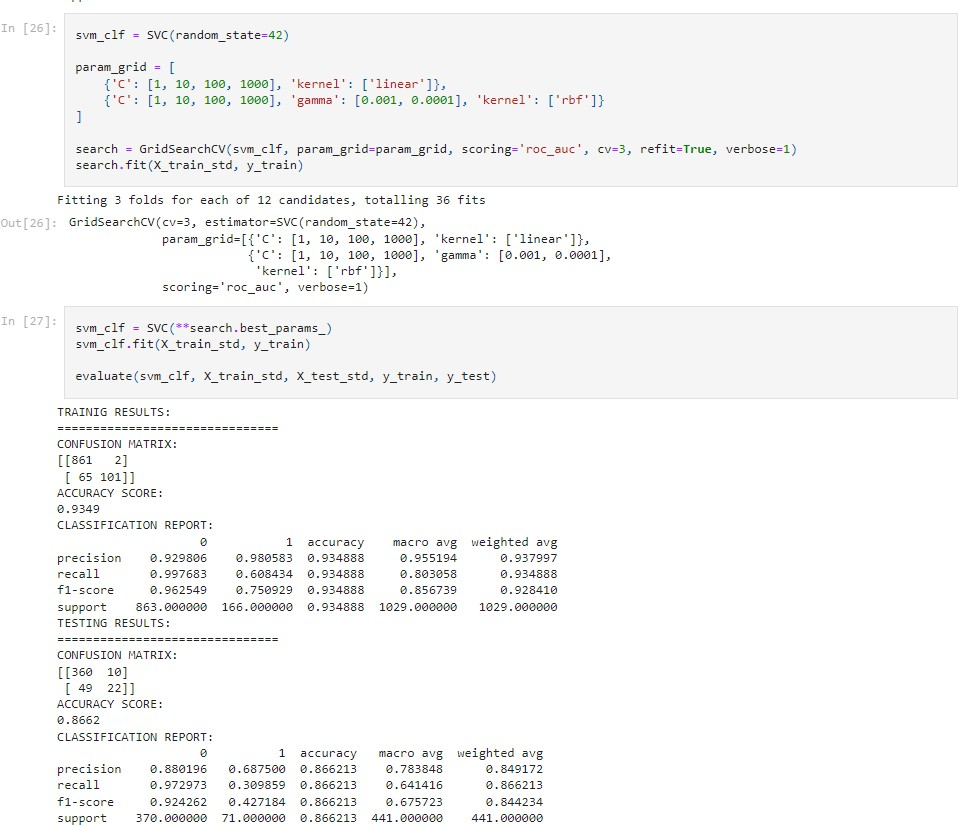 In [26]:
svm_clf = SVC(random_state=42)
param_grid = [
    {'C': [1, 10, 100, 1000], 'kernel': ['linear']},
    {'C': [1, 10, 100, 1000], 'gamma': [0.001, 0.0001], 'kernel': ['rbf']}
]
search = GridSearchCV(svm_clf, param_grid=param_grid, scoring='roc_auc', cv=3, refit=True, verbose=1)
search.fit(X_train_std, y_train)
Fitting 3 folds for each of 12 candidates, totalling 36 fits
Out[26]: GridSearchCV(cv=3, estimator=SVC(random_state=42),
             param_grid=[{'C': [1, 10, 100, 1000], 'kernel': ['linear']},
                         {'C': [1, 10, 100, 1000], 'gamma': [0.001, 0.0001],
                          'kernel': ['rbf']}],
             scoring='roc_auc', verbose=1)
In [27]:
svm_clf = SVC(**search.best_params_)
svm_clf.fit(X_train_std, y_train)
evaluate(svm_clf, X_train_std, X_test_std, y_train, y_test)
TRAINIG RESULTS:
===============================
CONFUSION MATRIX:
[[861   2]
 [ 65 101]]
ACCURACY SCORE:
0.9349
CLASSIFICATION REPORT:
                    0           1  accuracy    macro avg  weighted avg
precision    0.929806    0.980583  0.934888     0.955194      0.937997
recall       0.997683    0.608434  0.934888     0.803058      0.934888
f1-score     0.962549    0.750929  0.934888     0.856739      0.928410
support    863.000000  166.000000  0.934888  1029.000000   1029.000000
TESTING RESULTS:
===============================
CONFUSION MATRIX:
[[360  10]
 [ 49  22]]
ACCURACY SCORE:
0.8662
CLASSIFICATION REPORT:
                    0          1  accuracy   macro avg  weighted avg
precision    0.880196   0.687500  0.866213    0.783848      0.849172
recall       0.972973   0.309859  0.866213    0.641416      0.866213
f1-score     0.924262   0.427184  0.866213    0.675723      0.844234
support    370.000000  71.000000  0.866213  441.000000    441.000000